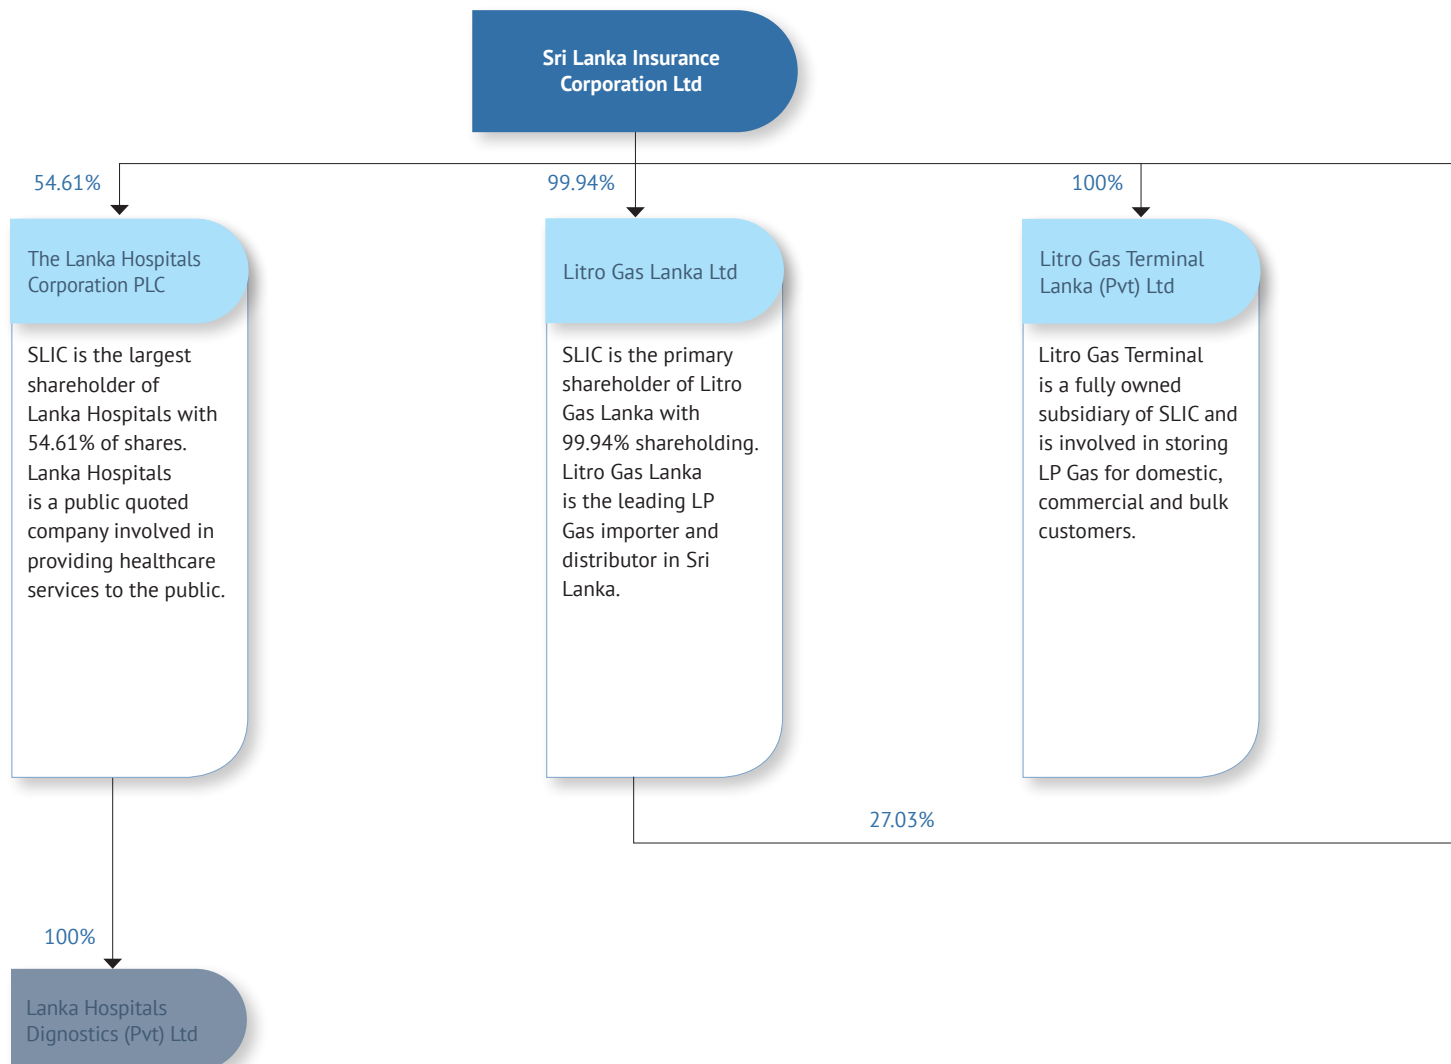 Sri Lanka Insurance
Corporation Ltd
54.61%
99.94%
100%
The Lanka Hospitals
Corporation PLC
SLIC is the largest
shareholder of
Lanka Hospitals with
54.61% of shares.
Lanka Hospitals
is a public quoted
company involved in
providing healthcare
services to the public.
Litro Gas Lanka Ltd
SLIC is the primary
shareholder of Litro
Gas Lanka with
99.94% shareholding.
Litro Gas Lanka
is the leading LP
Gas importer and
distributor in Sri
Lanka.
Litro Gas Terminal
Lanka (Pvt) Ltd
Litro Gas Terminal
is a fully owned
subsidiary of SLIC and
is involved in storing
LP Gas for domestic,
commercial and bulk
customers.
27.03%
100%
Lanka Hospitals
Dignostics (Pvt) Ltd